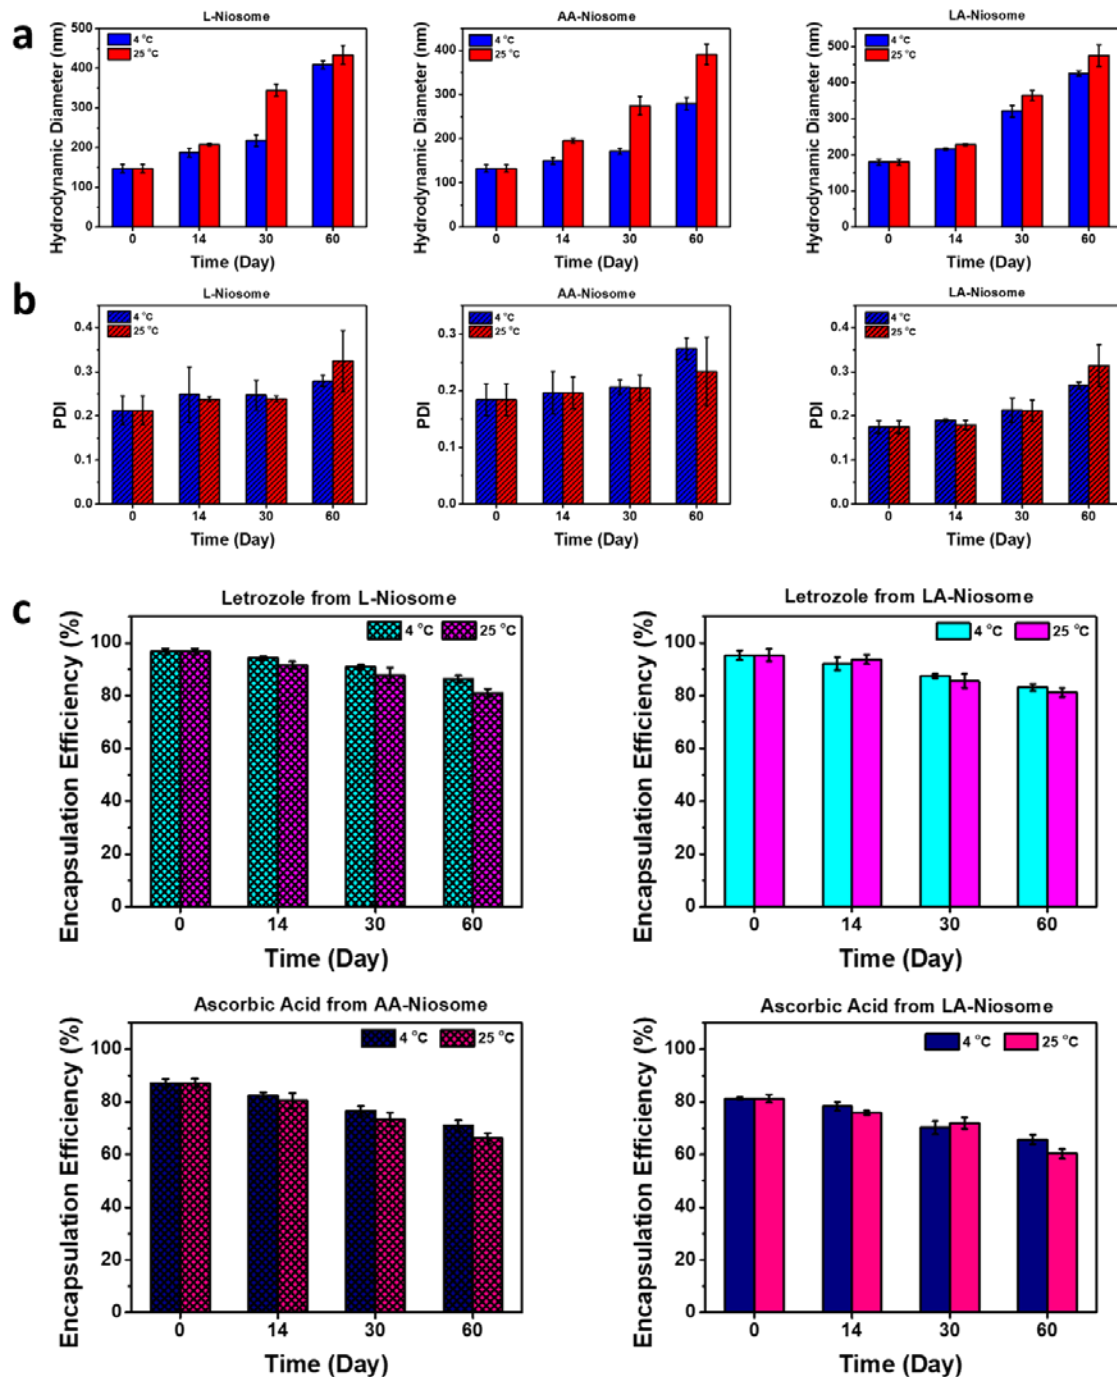 a
L-Niosome
Hydrodynamic Diameter (nm)
500
400
300
200
100
0
4 °C
25 °C
0 14 30 60
Time (Day)
AA-Niosome
Hydrodynamic Diameter (nm)
400
300
200
100
0
4 °C
25 °C
0 14 30 60
Time (Day)
LA-Niosome
Hydrodynamic Diameter (nm)
500
400
300
200
100
0
4 °C
25 °C
0 14 30 60
Time (Day)
b
L-Niosome
PDI
0.4
0.3
0.2
0.1
0.0
4 °C
25 °C
0 14 30 60
Time (Day)
AA-Niosome
PDI
0.3
0.2
0.1
0.0
4 °C
25 °C
0 14 30 60
Time (Day)
LA-Niosome
PDI
0.4
0.3
0.2
0.1
0.0
4 °C
25 °C
0 14 30 60
Time (Day)
c
Letrozole from L-Niosome
Encapsulation Efficiency (%)
100
80
60
40
20
0
4 °C 25 °C
0 14 30 60
Time (Day)
Letrozole from LA-Niosome
Encapsulation Efficiency (%)
100
80
60
40
20
0
4 °C 25 °C
0 14 30 60
Time (Day)
Ascorbic Acid from AA-Niosome
Encapsulation Efficiency (%)
100
80
60
40
20
0
4 °C 25 °C
0 14 30 60
Time (Day)
Ascorbic Acid from LA-Niosome
Encapsulation Efficiency (%)
100
80
60
40
20
0
4 °C 25 °C
0 14 30 60
Time (Day)